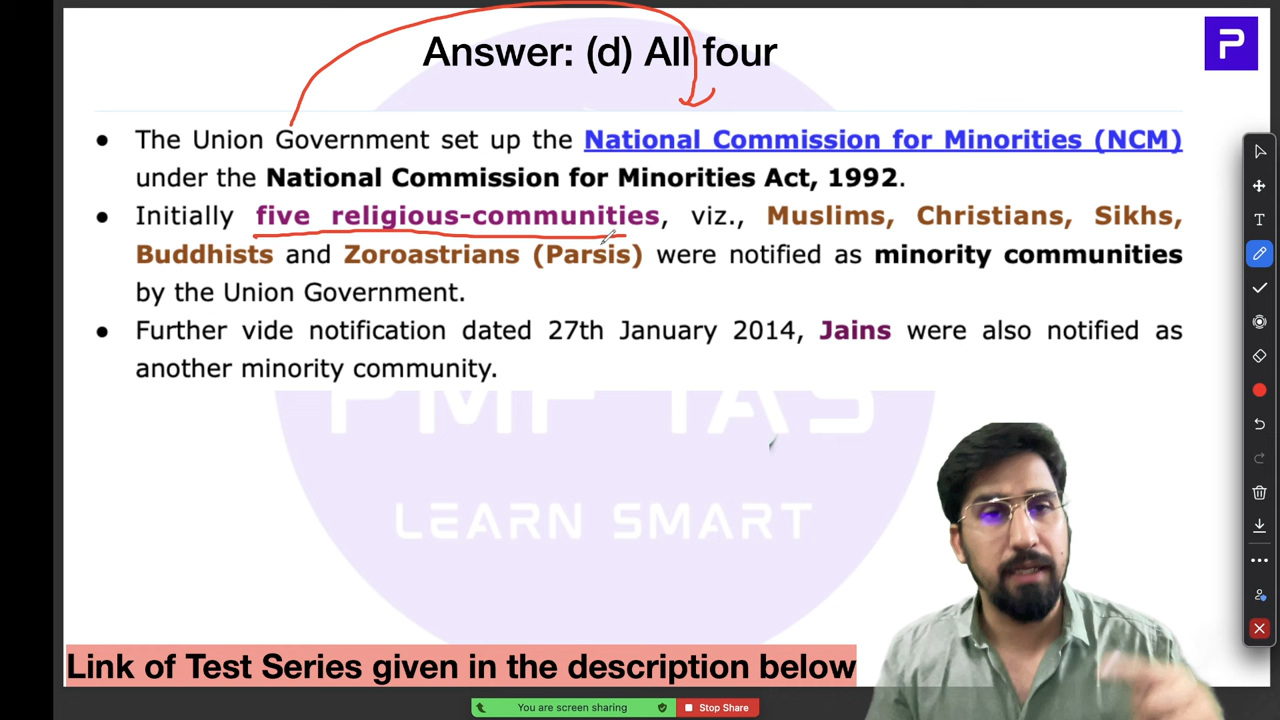 Answer: (d) All four
P
● The Union Government set up the National Commission for Minorities (NCM)
under the National Commission for Minorities Act, 1992.
● Initially five religious-communities, viz., Muslims, Christians, Sikhs,
Buddhists and Zoroastrians (Parsis) were notified as minority communities
by the Union Government.
● Further vide notification dated 27th January 2014, Jains were also notified as
another minority community.
PMF IAS
LEARN SMART
Link of Test Series given in the description below
You are screen sharing
Stop Share